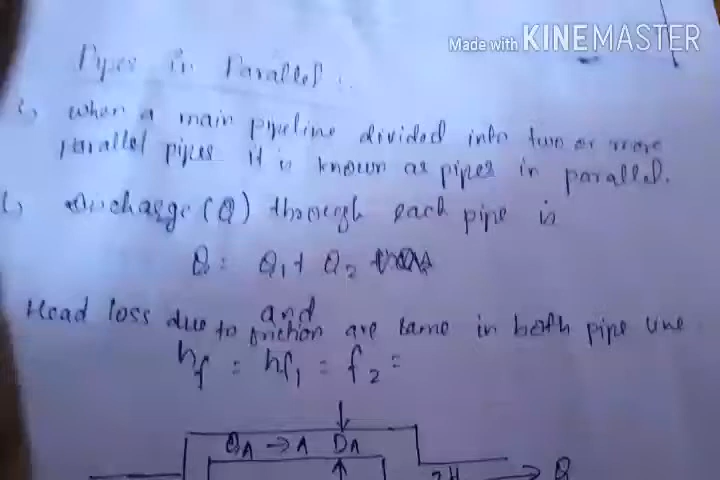 Made with KINEMASTER
Pipes in Parallel :.
when a main pipeline divided into two or more
parallel pipes it is known as pipes in parallel.
Discharge (Q) through each pipe is
Q = Q1 + Q2
and
Head loss due to friction are same in both pipe line
hf = hf1 = f2 =
QA → A DA
Q